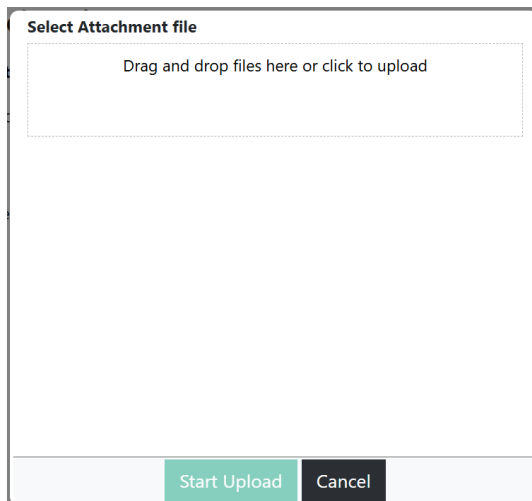 Select Attachment file
Drag and drop files here or click to upload
Start Upload
Cancel